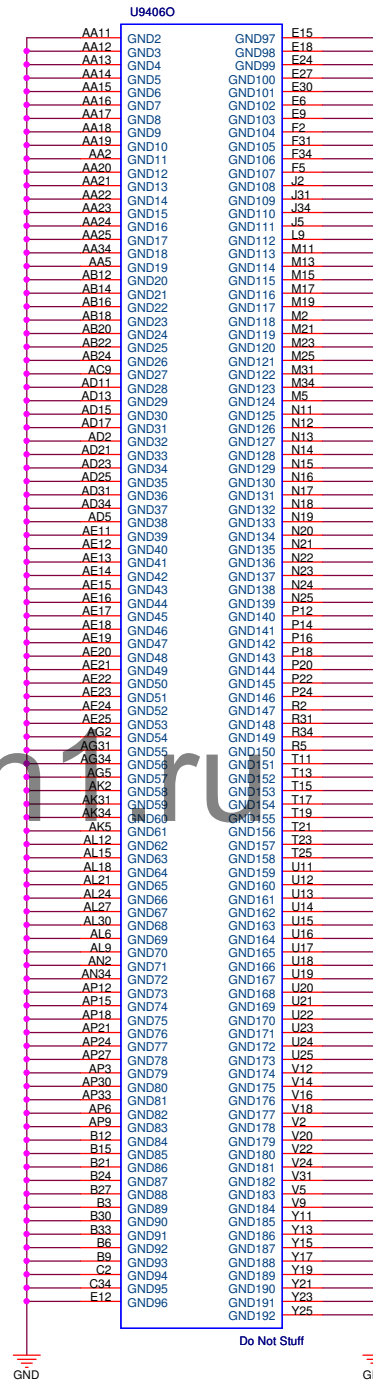 U9406O
AA11 GND2 GND97 E15
AA12 GND3 GND98 E18
AA13 GND4 GND99 E24
AA14 GND5 GND100 E27
AA15 GND6 GND101 E30
AA16 GND7 GND102 E6
AA17 GND8 GND103 E9
AA18 GND9 GND104 F2
AA19 GND10 GND105 F31
AA2 GND11 GND106 F34
AA20 GND12 GND107 F5
AA21 GND13 GND108 J2
AA22 GND14 GND109 J31
AA23 GND15 GND110 J34
AA24 GND16 GND111 J5
AA25 GND17 GND112 L9
AA34 GND18 GND113 M11
AA5 GND19 GND114 M13
AB12 GND20 GND115 M15
AB14 GND21 GND116 M17
AB16 GND22 GND117 M19
AB18 GND23 GND118 M2
AB20 GND24 GND119 M21
AB22 GND25 GND120 M23
AB24 GND26 GND121 M25
AC9 GND27 GND122 M31
AD11 GND28 GND123 M34
AD13 GND29 GND124 M5
AD15 GND30 GND125 N11
AD17 GND31 GND126 N12
AD2 GND32 GND127 N13
AD21 GND33 GND128 N14
AD23 GND34 GND129 N15
AD25 GND35 GND130 N16
AD31 GND36 GND131 N17
AD34 GND37 GND132 N18
AD5 GND38 GND133 N19
AE11 GND39 GND134 N20
AE12 GND40 GND135 N21
AE13 GND41 GND136 N22
AE14 GND42 GND137 N23
AE15 GND43 GND138 N24
AE16 GND44 GND139 N25
AE17 GND45 GND140 P12
AE18 GND46 GND141 P14
AE19 GND47 GND142 P16
AE20 GND48 GND143 P18
AE21 GND49 GND144 P20
AE22 GND50 GND145 P22
AE23 GND51 GND146 P24
AE24 GND52 GND147 R2
AE25 GND53 GND148 R31
AG2 GND54 GND149 R34
AG31 GND55 GND150 R5
AG34 GND56 GND151 T11
AG5 GND57 GND152 T13
AK2 GND58 GND153 T15
AK31 GND59 GND154 T17
AK34 GND60 GND155 T19
AK5 GND61 GND156 T21
AL12 GND62 GND157 T23
AL15 GND63 GND158 T25
AL18 GND64 GND159 U11
AL21 GND65 GND160 U12
AL24 GND66 GND161 U13
AL27 GND67 GND162 U14
AL30 GND68 GND163 U15
AL6 GND69 GND164 U16
AL9 GND70 GND165 U17
AN2 GND71 GND166 U18
AN34 GND72 GND167 U19
AP12 GND73 GND168 U20
AP15 GND74 GND169 U21
AP18 GND75 GND170 U22
AP21 GND76 GND171 U23
AP24 GND77 GND172 U24
AP27 GND78 GND173 U25
AP3 GND79 GND174 V12
AP30 GND80 GND175 V14
AP33 GND81 GND176 V16
AP6 GND82 GND177 V18
AP9 GND83 GND178 V2
B12 GND84 GND179 V20
B15 GND85 GND180 V22
B21 GND86 GND181 V24
B24 GND87 GND182 V31
B27 GND88 GND183 V5
B3 GND89 GND184 V9
B30 GND90 GND185 Y11
B33 GND91 GND186 Y13
B6 GND92 GND187 Y15
B9 GND93 GND188 Y17
C2 GND94 GND189 Y19
C34 GND95 GND190 Y21
E12 GND96 GND191 Y23
GND192 Y25
n1.ru
Do Not Stuff
GND